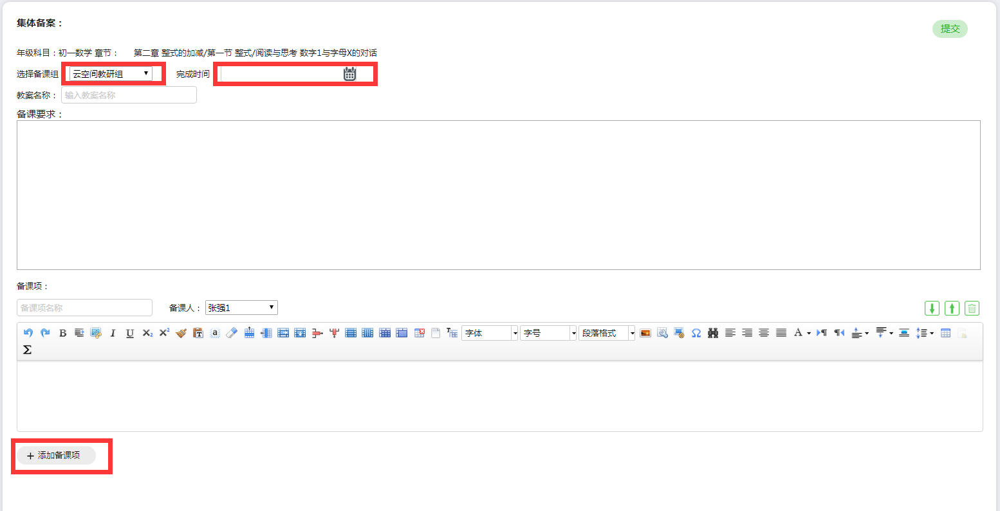 集体备案：
提交
年级科目：初一数学 章节： 第二章 整式的加减/第一节 整式/阅读与思考 数字1与字母X的对话
选择备课组 云空间教研组 完成时间
教案名称： 输入教案名称
备课要求：
备课项：
备课项名称 备课人： 张强1
B I U X₂ X² T a T 字体 字号 段落格式 Ω A
Σ
+ 添加备课项